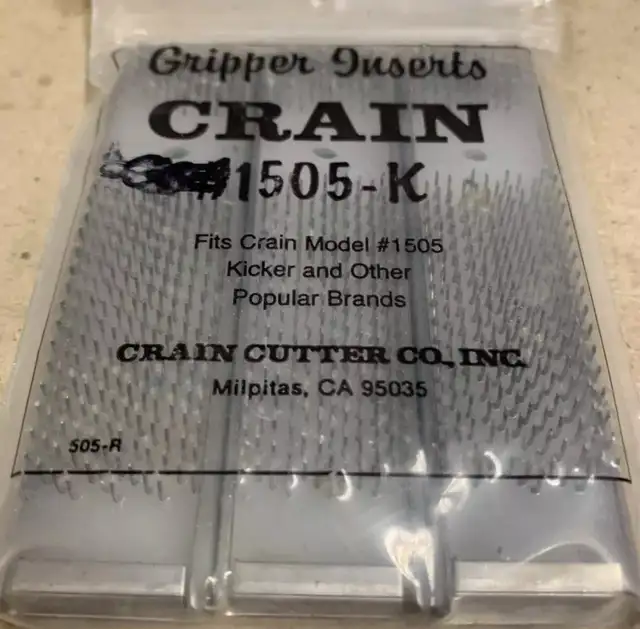 Gripper Inserts
CRAIN
#1505-K
Fits Crain Model #1505
Kicker and Other
Popular Brands
CRAIN CUTTER CO., INC.
Milpitas, CA 95035
505-R